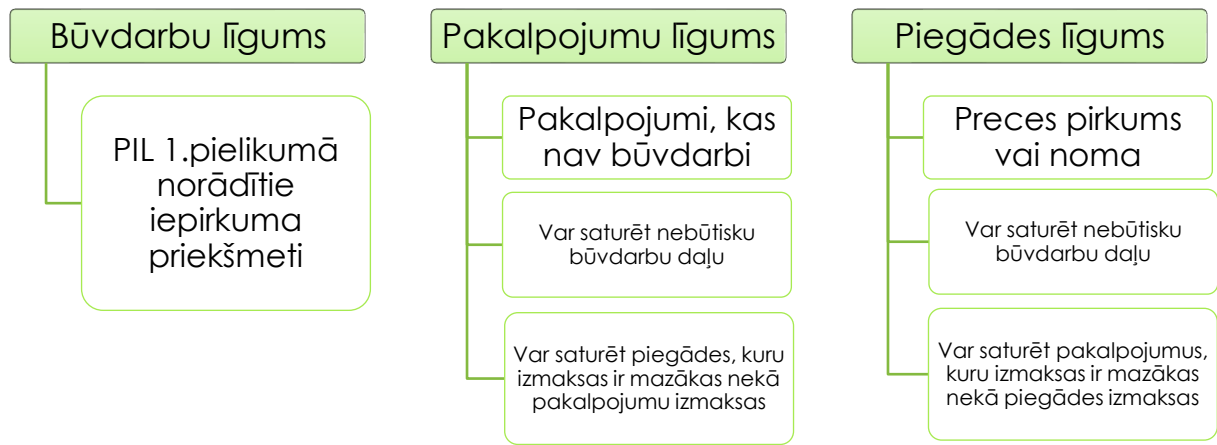 Būvdarbu līgums
PIL 1.pielikumā
norādītie
iepirkuma
priekšmeti
Pakalpojumu līgums
Pakalpojumi, kas
nav būvdarbi
Var saturēt nebūtisku
būvdarbu daļu
Var saturēt piegādes, kuru
izmaksas ir mazākas nekā
pakalpojumu izmaksas
Piegādes līgums
Preces pirkums
vai noma
Var saturēt nebūtisku
būvdarbu daļu
Var saturēt pakalpojumus,
kuru izmaksas ir mazākas
nekā piegādes izmaksas